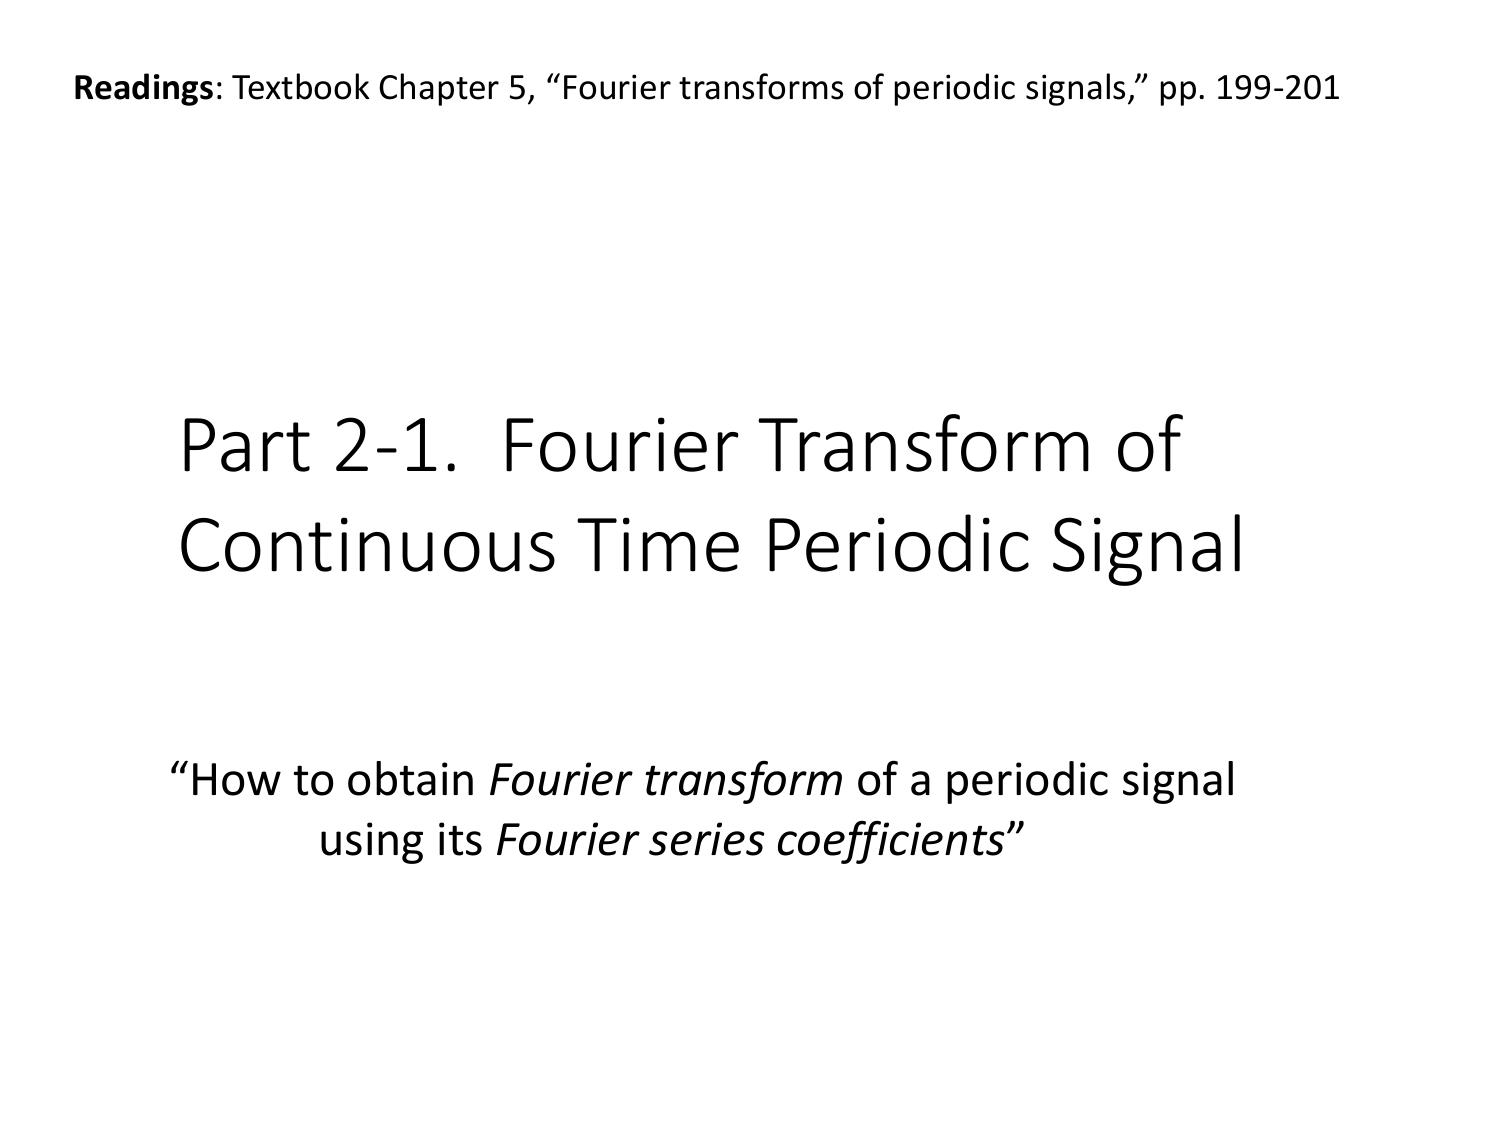 Readings: Textbook Chapter 5, “Fourier transforms of periodic signals,” pp. 199-201
Part 2-1. Fourier Transform of
Continuous Time Periodic Signal
“How to obtain Fourier transform of a periodic signal
using its Fourier series coefficients”